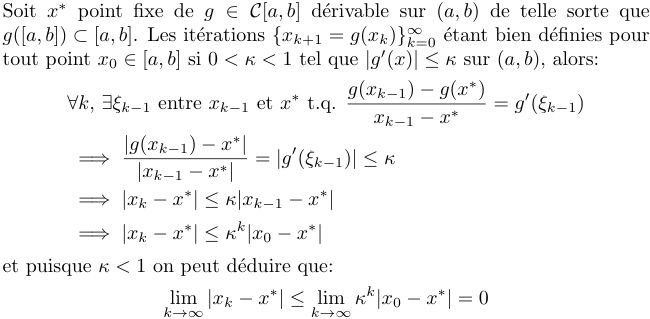 Soit x* point fixe de g ∈ 𝒞[a, b] dérivable sur (a, b) de telle sorte que
g([a, b]) ⊂ [a, b]. Les itérations {x_{k+1} = g(x_k)}_{k=0}^∞ étant bien définies pour
tout point x_0 ∈ [a, b] si 0 < κ < 1 tel que |g′(x)| ≤ κ sur (a, b), alors:
∀k, ∃ξ_{k−1} entre x_{k−1} et x* t.q. \frac{g(x_{k−1}) − g(x*)}{x_{k−1} − x*} = g′(ξ_{k−1})
⟹ \frac{|g(x_{k−1}) − x*|}{|x_{k−1} − x*|} = |g′(ξ_{k−1})| ≤ κ
⟹ |x_k − x*| ≤ κ|x_{k−1} − x*|
⟹ |x_k − x*| ≤ κ^k|x_0 − x*|
et puisque κ < 1 on peut déduire que:
lim_{k→∞} |x_k − x*| ≤ lim_{k→∞} κ^k|x_0 − x*| = 0